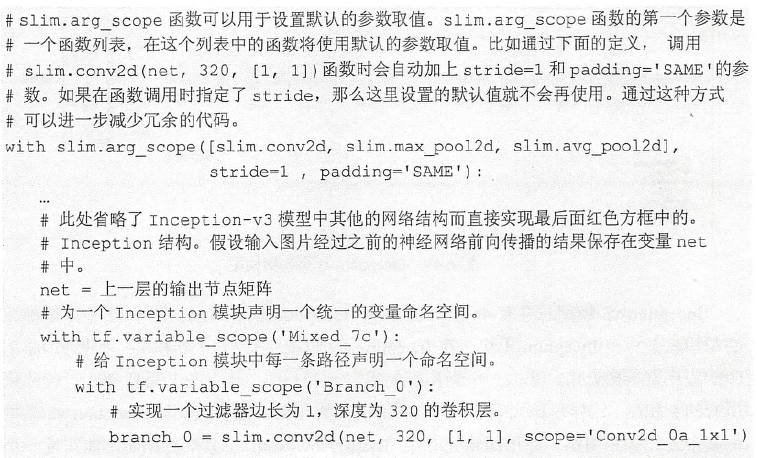 # slim.arg_scope 函数可以用于设置默认的参数取值。slim.arg_scope 函数的第一个参数是
# 一个函数列表，在这个列表中的函数将使用默认的参数取值。比如通过下面的定义， 调用
# slim.conv2d(net, 320, [1, 1])函数时会自动加上 stride=1 和 padding='SAME'的参
# 数。如果在函数调用时指定了 stride，那么这里设置的默认值就不会再使用。通过这种方式
# 可以进一步减少冗余的代码。
with slim.arg_scope([slim.conv2d, slim.max_pool2d, slim.avg_pool2d],
stride=1 , padding='SAME'):
…
# 此处省略了 Inception-v3 模型中其他的网络结构而直接实现最后面红色方框中的。
# Inception 结构。假设输入图片经过之前的神经网络前向传播的结果保存在变量 net
# 中。
net = 上一层的输出节点矩阵
# 为一个 Inception 模块声明一个统一的变量命名空间。
with tf.variable_scope('Mixed_7c'):
# 给 Inception 模块中每一条路径声明一个命名空间。
with tf.variable_scope('Branch_0'):
# 实现一个过滤器边长为 1，深度为 320 的卷积层。
branch_0 = slim.conv2d(net, 320, [1, 1], scope='Conv2d_0a_1x1')